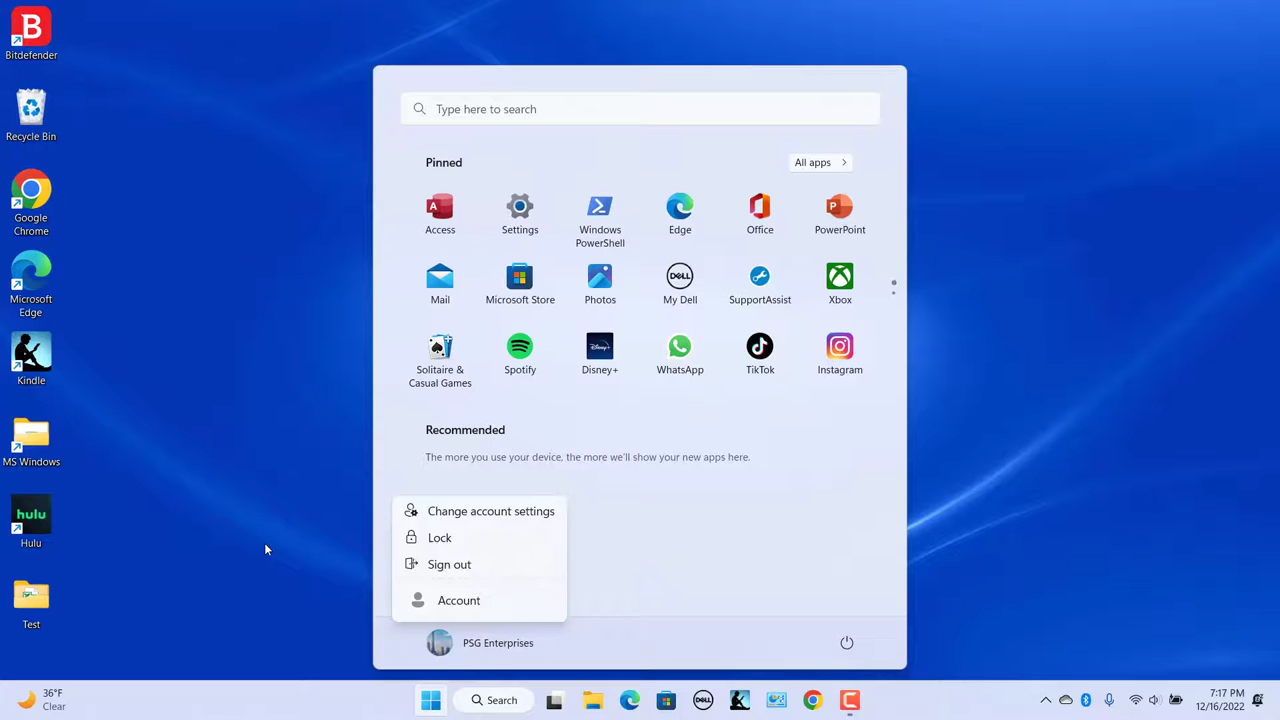 B
Bitdefender
Recycle Bin
Google
Chrome
Microsoft
Edge
Kindle
MS Windows
hulu
Hulu
Test
Type here to search
Pinned
All apps
Access
Settings
Windows
PowerShell
Edge
Office
PowerPoint
Mail
Microsoft Store
Photos
DELL
My Dell
SupportAssist
Xbox
Solitaire &
Casual Games
Spotify
Disney+
Disney+
WhatsApp
TikTok
Instagram
Recommended
The more you use your device, the more we'll show your new apps here.
Change account settings
Lock
Sign out
Account
PSG Enterprises
36°F
Clear
Search
DELL
7:17 PM
12/16/2022